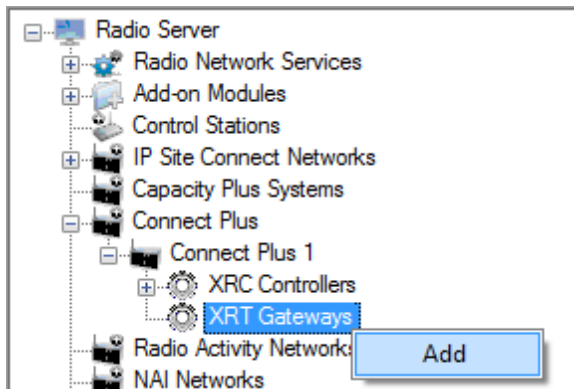 Radio Server
Radio Network Services
Add-on Modules
Control Stations
IP Site Connect Networks
Capacity Plus Systems
Connect Plus
Connect Plus 1
XRC Controllers
XRT Gateways
Add
Radio Activity Networks
NAI Networks